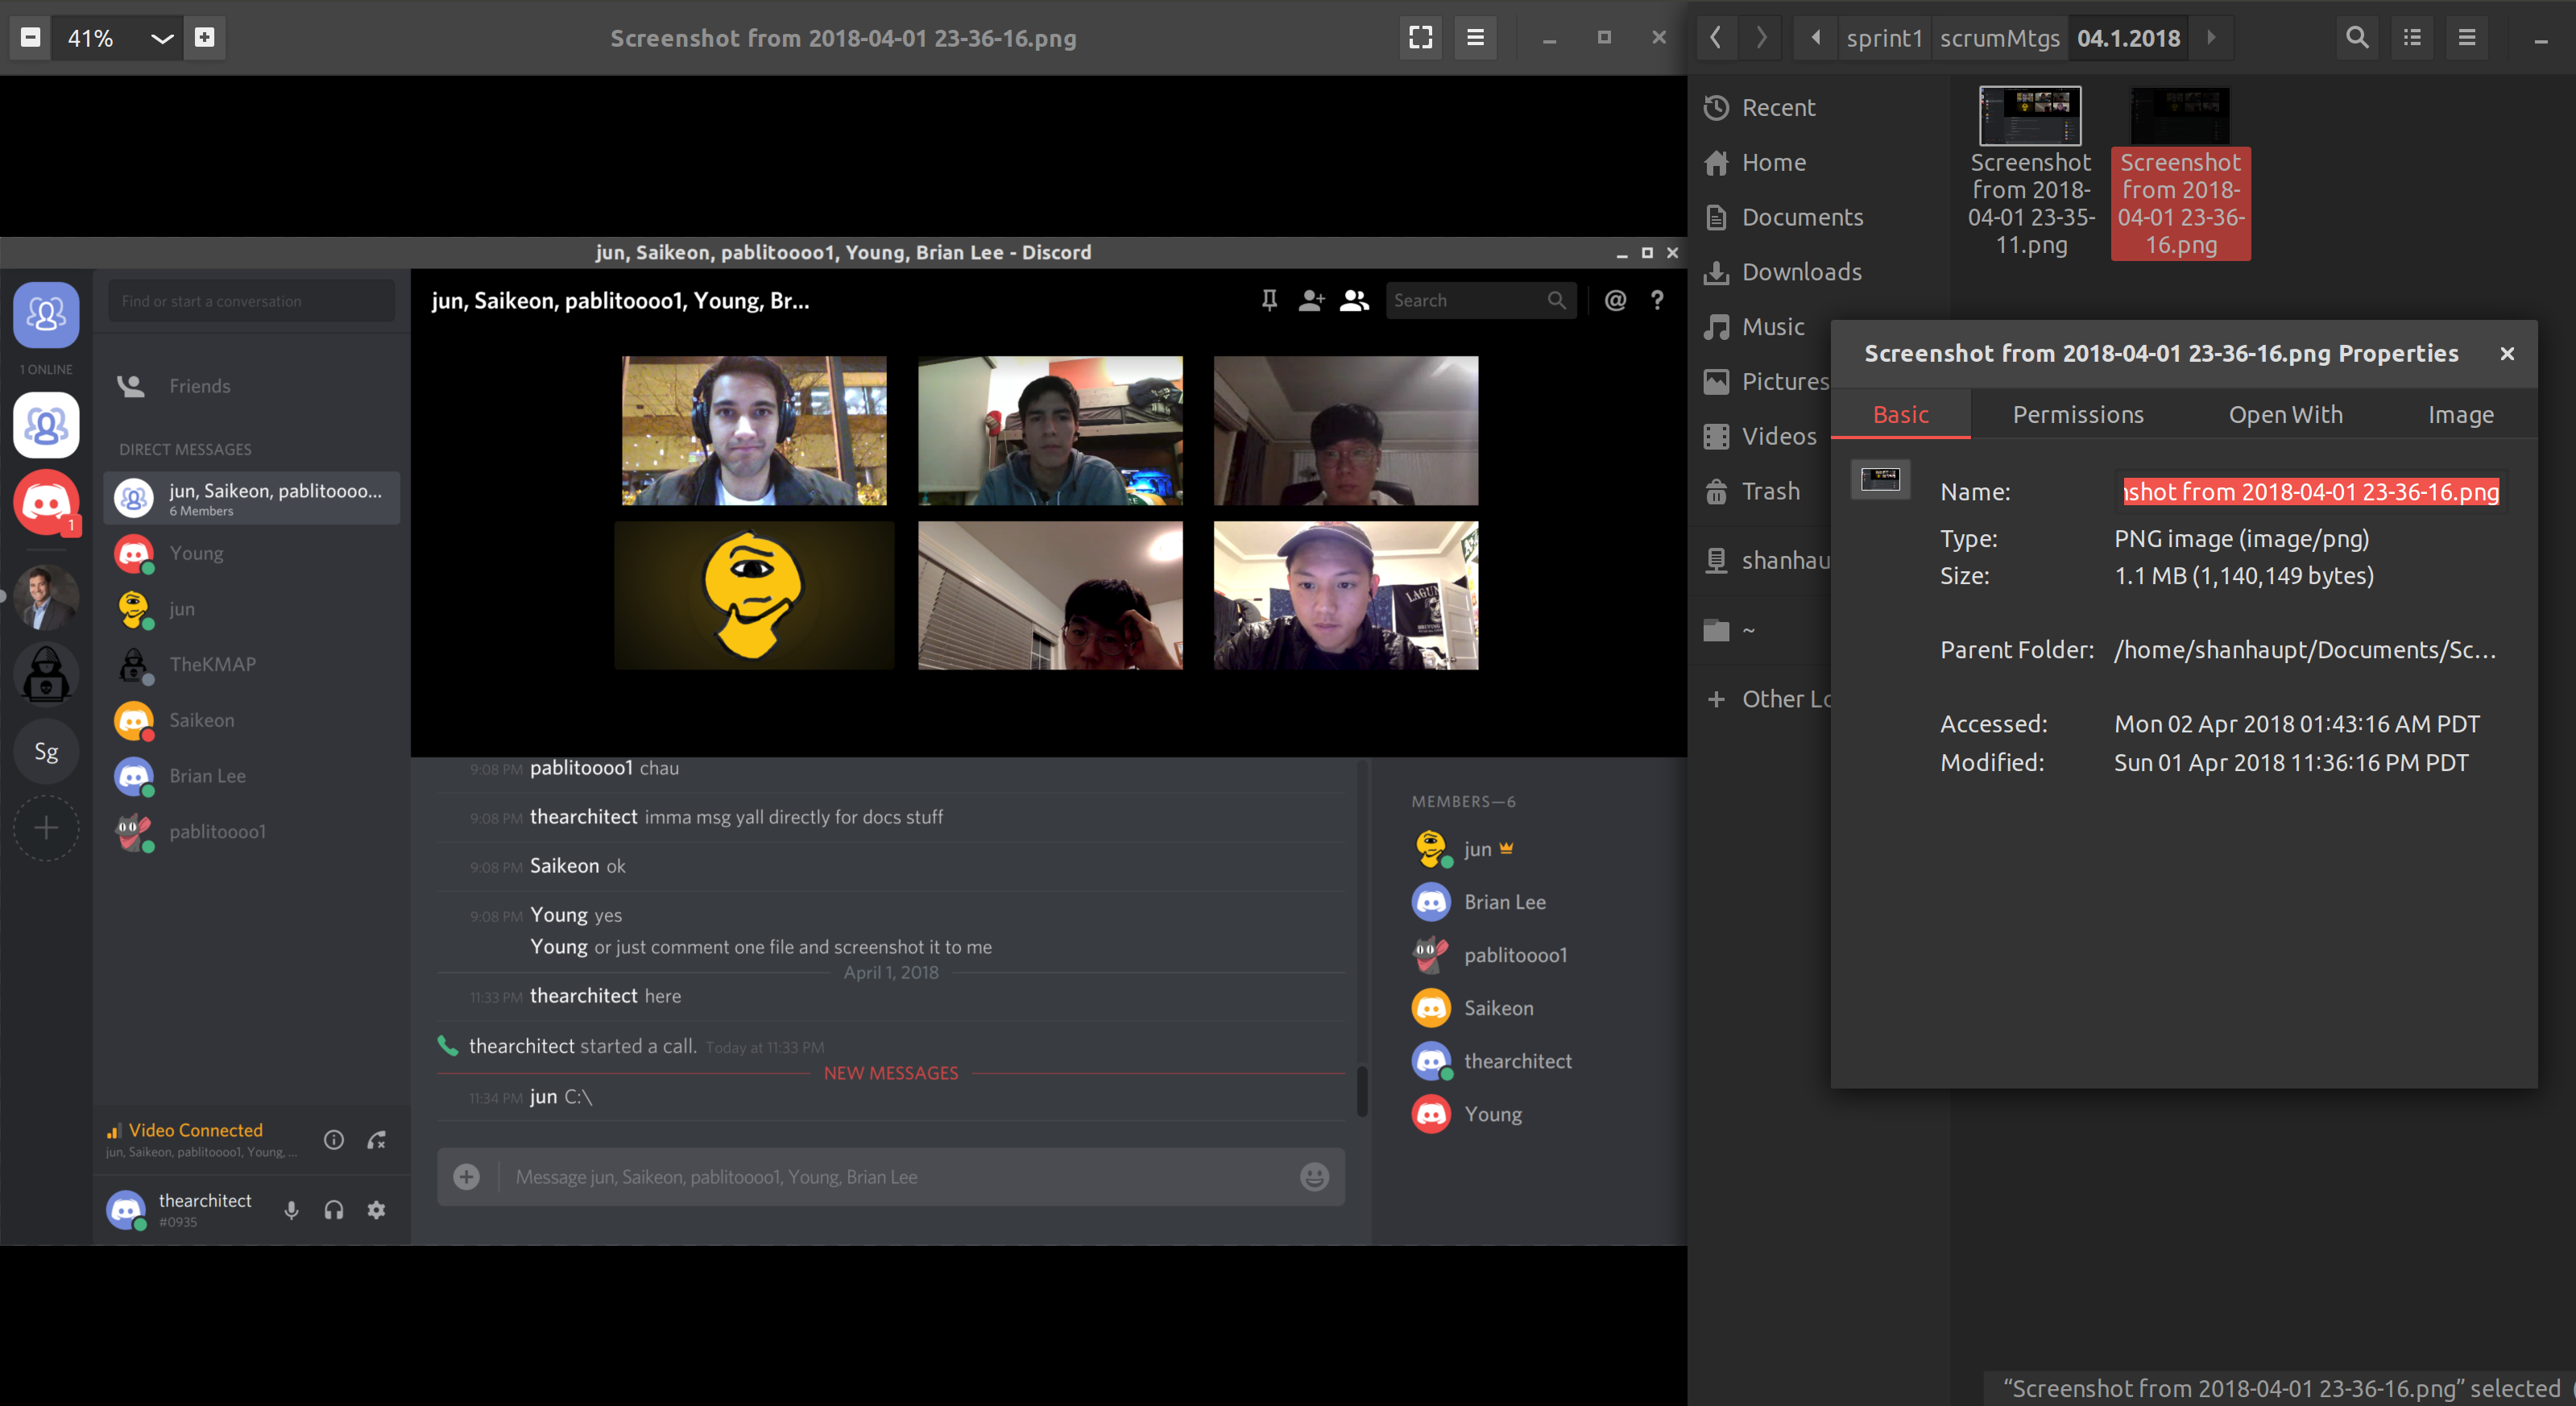 41%
Screenshot from 2018-04-01 23-36-16.png
jun, Saikeon, pablitoooo1, Young, Brian Lee - Discord
Find or start a conversation
jun, Saikeon, pablitoooo1, Young, Br...
Search
@ ?
1 ONLINE
Friends
DIRECT MESSAGES
jun, Saikeon, pablitoooo...
6 Members
1
Young
jun
TheKMAP
Saikeon
Sg
Brian Lee
pablitoooo1
LAGUN
9:08 PM pablitoooo1 chau
9:08 PM thearchitect imma msg yall directly for docs stuff
9:08 PM Saikeon ok
9:08 PM Young yes
Young or just comment one file and screenshot it to me
April 1, 2018
11:33 PM thearchitect here
thearchitect started a call. Today at 11:33 PM
NEW MESSAGES
11:34 PM jun C:\
Message jun, Saikeon, pablitoooo1, Young, Brian Lee
MEMBERS—6
jun
Brian Lee
pablitoooo1
Saikeon
thearchitect
Young
Video Connected
jun, Saikeon, pablitoooo1, Young, ...
thearchitect
#0935
sprint1 scrumMtgs 04.1.2018
Recent
Home
Documents
Downloads
Music
Pictures
Videos
Trash
shanhau
~
Other Lo
Screenshot
from 2018-
04-01 23-35-
11.png
Screenshot
from 2018-
04-01 23-36-
16.png
Screenshot from 2018-04-01 23-36-16.png Properties
Basic Permissions Open With Image
Name: nshot from 2018-04-01 23-36-16.png
Type: PNG image (image/png)
Size: 1.1 MB (1,140,149 bytes)
Parent Folder: /home/shanhaupt/Documents/Sc...
Accessed: Mon 02 Apr 2018 01:43:16 AM PDT
Modified: Sun 01 Apr 2018 11:36:16 PM PDT
“Screenshot from 2018-04-01 23-36-16.png” selected (